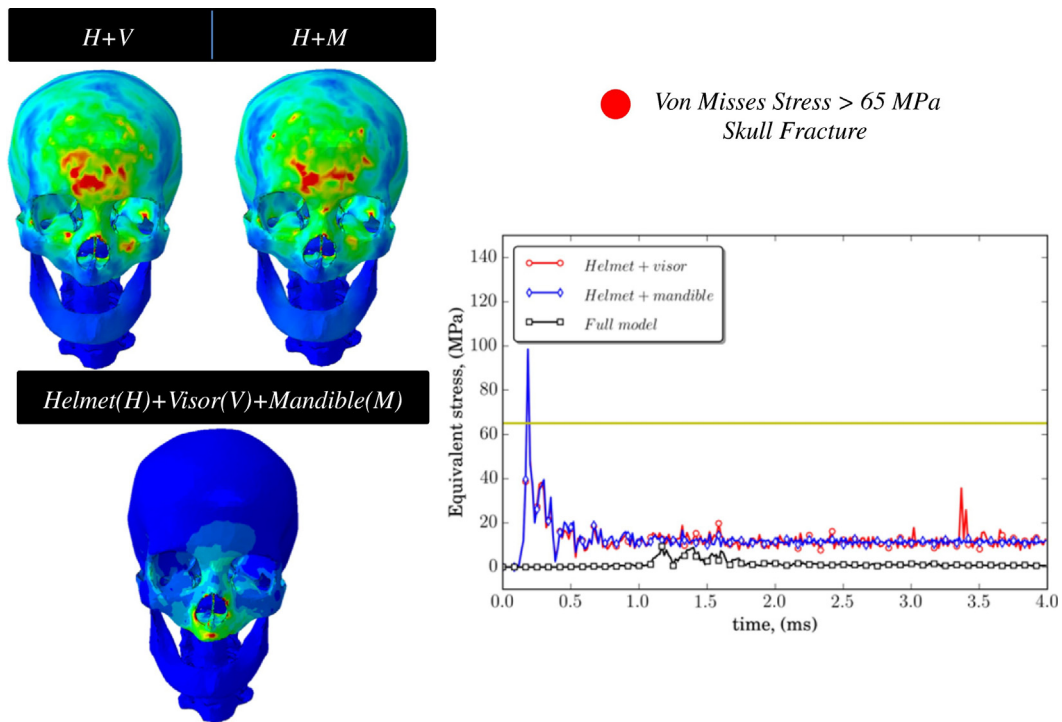 H+V
H+M
Von Misses Stress > 65 MPa
Skull Fracture
Helmet(H)+Visor(V)+Mandible(M)
Equivalent stress, (MPa)
150
140
120
100
80
60
40
20
0
Helmet + visor
Helmet + mandible
Full model
0.0 0.5 1.0 1.5 2.0 2.5 3.0 3.5 4.0
time, (ms)